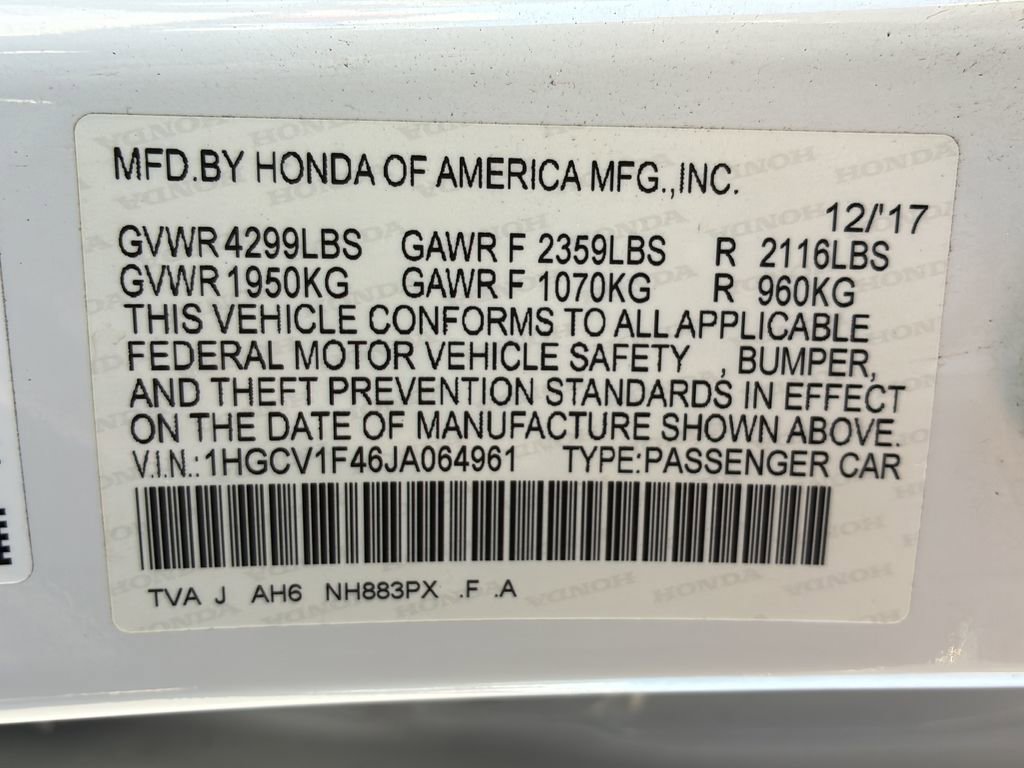 MFD.BY HONDA OF AMERICA MFG.,INC.
12/'17
GVWR 4299LBS GAWR F 2359LBS R 2116LBS
GVWR 1950KG GAWR F 1070KG R 960KG
THIS VEHICLE CONFORMS TO ALL APPLICABLE
FEDERAL MOTOR VEHICLE SAFETY , BUMPER,
AND THEFT PREVENTION STANDARDS IN EFFECT
ON THE DATE OF MANUFACTURE SHOWN ABOVE.
V.I.N.:1HGCV1F46JA064961 TYPE:PASSENGER CAR
TVA J AH6 NH883PX .F .A